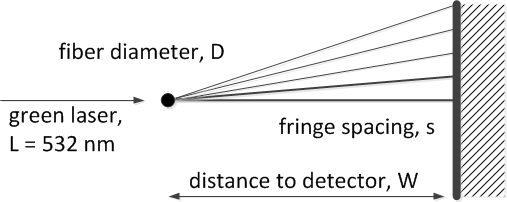 fiber diameter, D
green laser,
L = 532 nm
fringe spacing, s
distance to detector, W